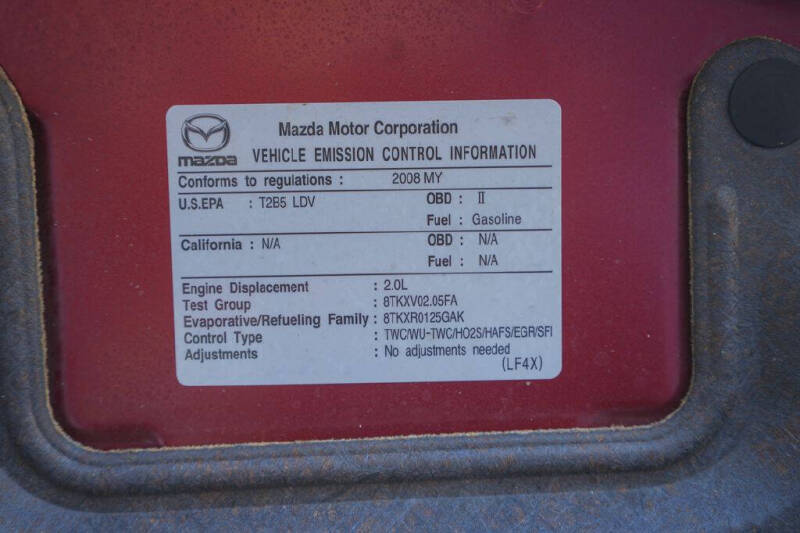 Mazda Motor Corporation
mazda VEHICLE EMISSION CONTROL INFORMATION
Conforms to regulations : 2008 MY
U.S.EPA : T2B5 LDV OBD : II
Fuel : Gasoline
California : N/A OBD : N/A
Fuel : N/A
Engine Displacement : 2.0L
Test Group : 8TKXV02.05FA
Evaporative/Refueling Family : 8TKXR0125GAK
Control Type : TWC/WU-TWC/HO2S/HAFS/EGR/SFI
Adjustments : No adjustments needed
(LF4X)